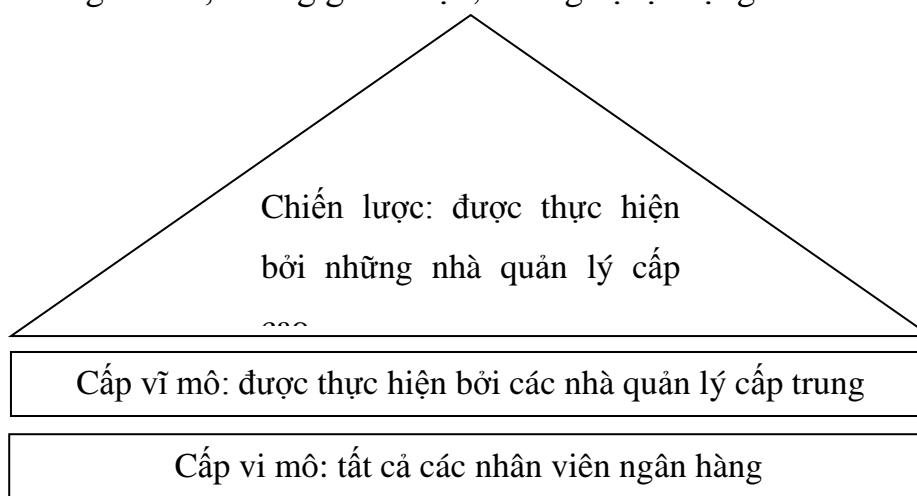 Chiến lược: được thực hiện
bởi những nhà quản lý cấp
cao
Cấp vĩ mô: được thực hiện bởi các nhà quản lý cấp trung
Cấp vi mô: tất cả các nhân viên ngân hàng